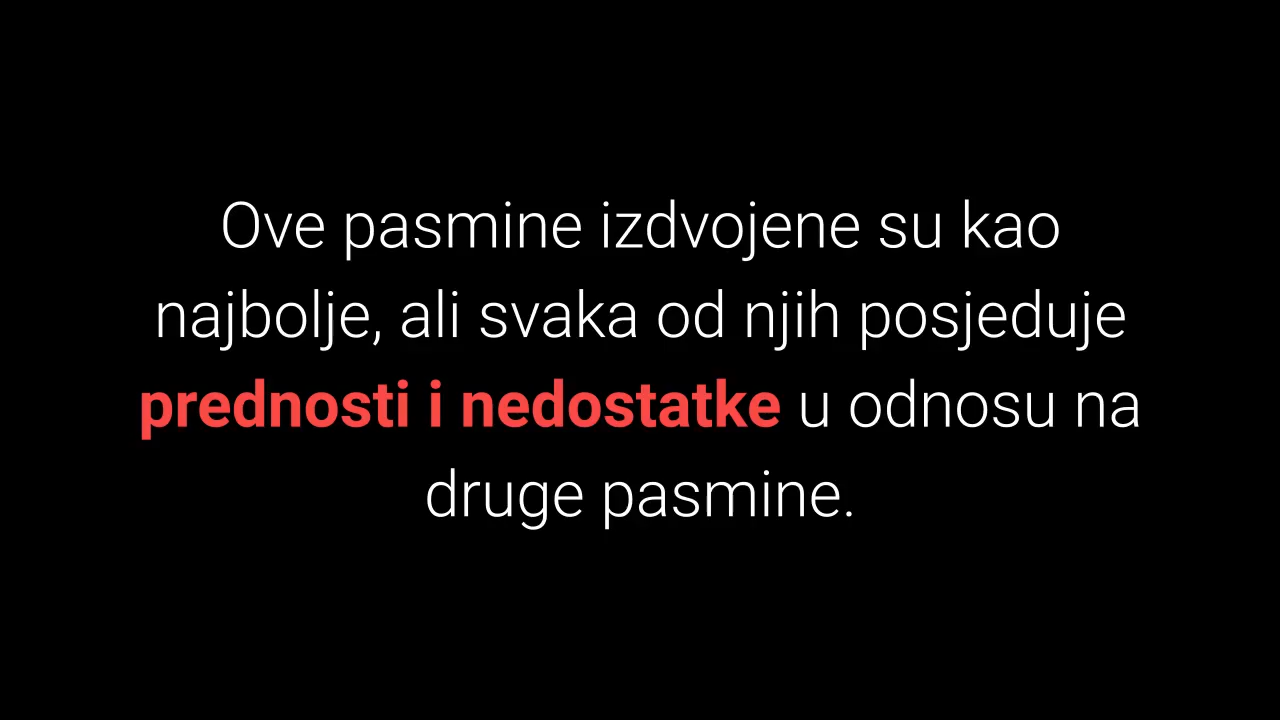 Ove pasmine izdvojene su kao
najbolje, ali svaka od njih posjeduje
prednosti i nedostatke u odnosu na
druge pasmine.